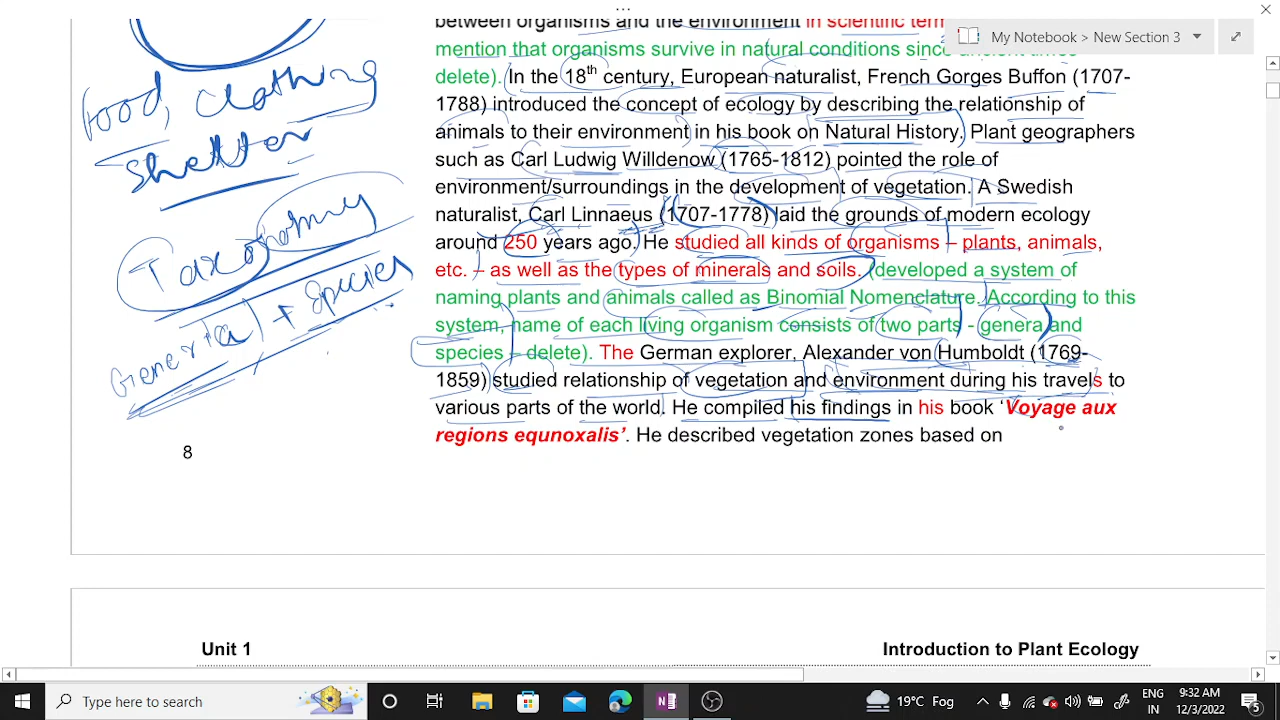 between organisms and the environment in scientific term
My Notebook > New Section 3
mention that organisms survive in natural conditions since ancient times
delete). In the 18th century, European naturalist, French Gorges Buffon (1707-
1788) introduced the concept of ecology by describing the relationship of
animals to their environment in his book on Natural History. Plant geographers
such as Carl Ludwig Willdenow (1765-1812) pointed the role of
environment/surroundings in the development of vegetation. A Swedish
naturalist, Carl Linnaeus (1707-1778) laid the grounds of modern ecology
around 250 years ago. He studied all kinds of organisms – plants, animals,
etc. – as well as the types of minerals and soils. (developed a system of
naming plants and animals called as Binomial Nomenclature. According to this
system, name of each living organism consists of two parts - genera and
species – delete). The German explorer, Alexander von Humboldt (1769-
1859) studied relationship of vegetation and environment during his travels to
various parts of the world. He compiled his findings in his book ‘Voyage aux
regions equnoxalis’. He described vegetation zones based on
food, clothing
shelter
Taxonomy
Generia + Species
8
Unit 1
Introduction to Plant Ecology
Type here to search
19°C Fog
ENG
IN
9:32 AM
12/3/2022
5